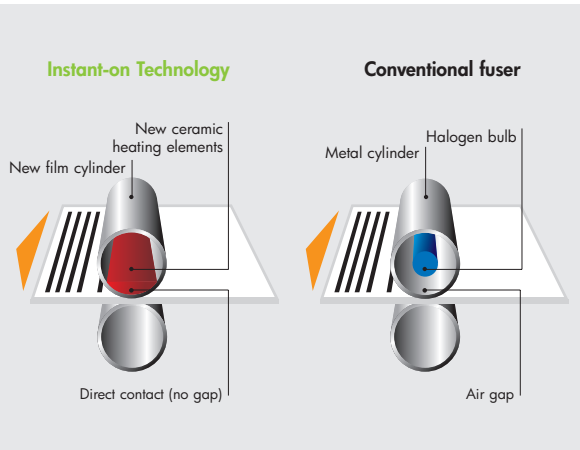 Instant-on Technology
New ceramic
heating elements
New film cylinder
Direct contact (no gap)
Conventional fuser
Halogen bulb
Metal cylinder
Air gap